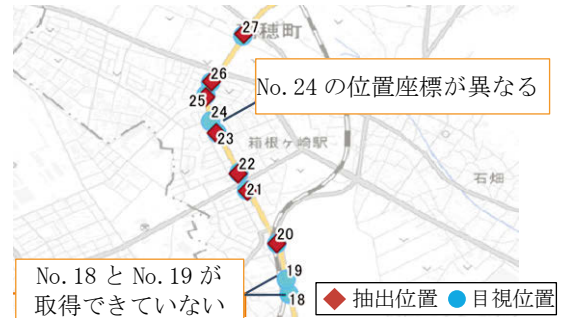 27
穂町
26
No.24 の位置座標が異なる
25
24
23
箱根ヶ崎駅
22
石畑
21
20
No.18 と No.19 が
取得できていない
19
18
抽出位置 目視位置